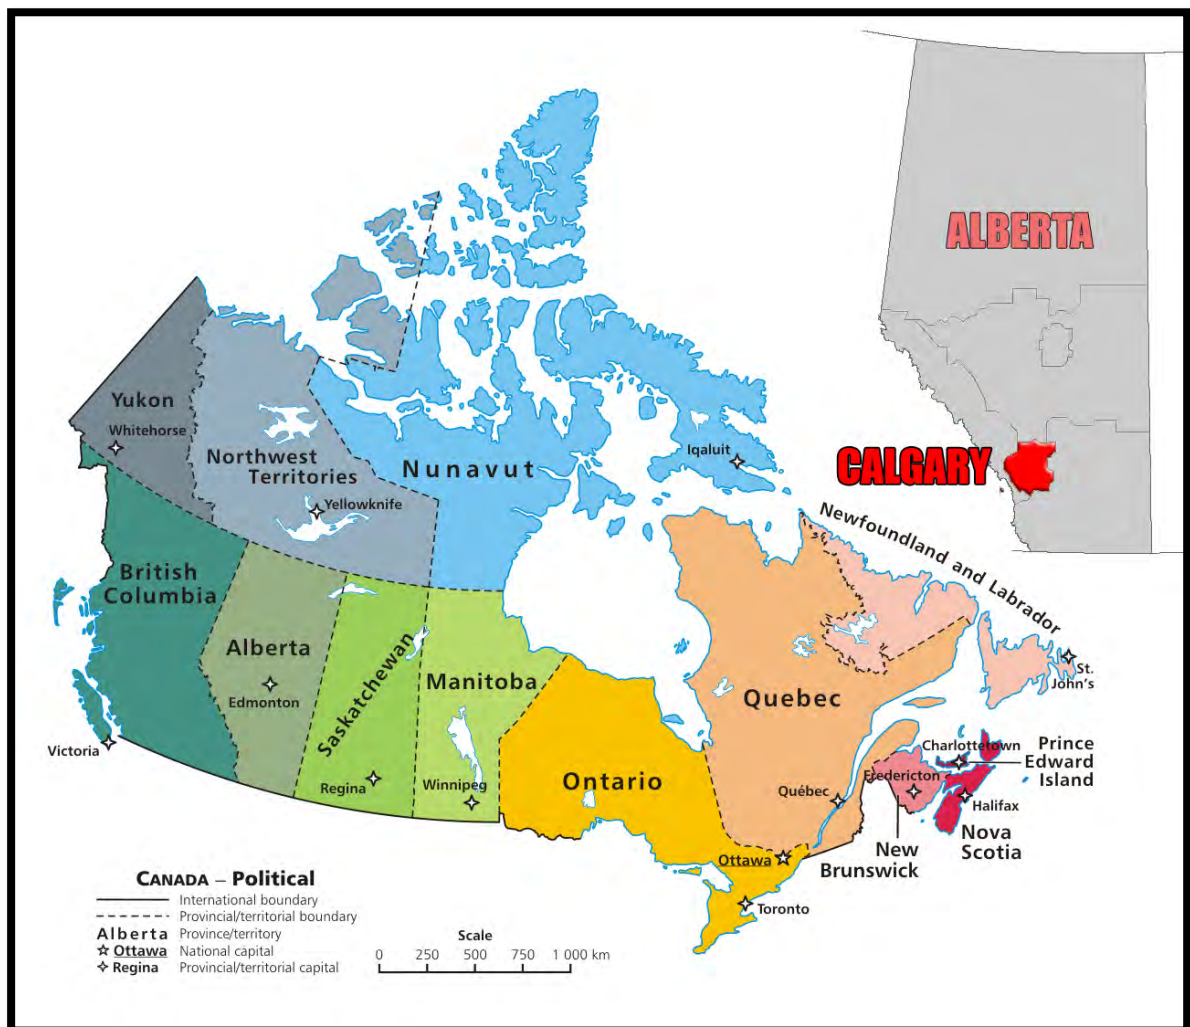 ALBERTA
CALGARY
Yukon
Whitehorse
Northwest
Territories
Yellowknife
Nunavut
Iqaluit
British
Columbia
Victoria
Alberta
Edmonton
Saskatchewan
Regina
Manitoba
Winnipeg
Ontario
Ottawa
Toronto
Quebec
Québec
Newfoundland and Labrador
St.
John's
Charlottetown
Prince
Edward
Island
Fredericton
Halifax
Nova
Scotia
New
Brunswick
CANADA – Political
International boundary
Provincial/territorial boundary
Alberta Province/territory
Ottawa National capital
Regina Provincial/territorial capital
Scale
0 250 500 750 1 000 km